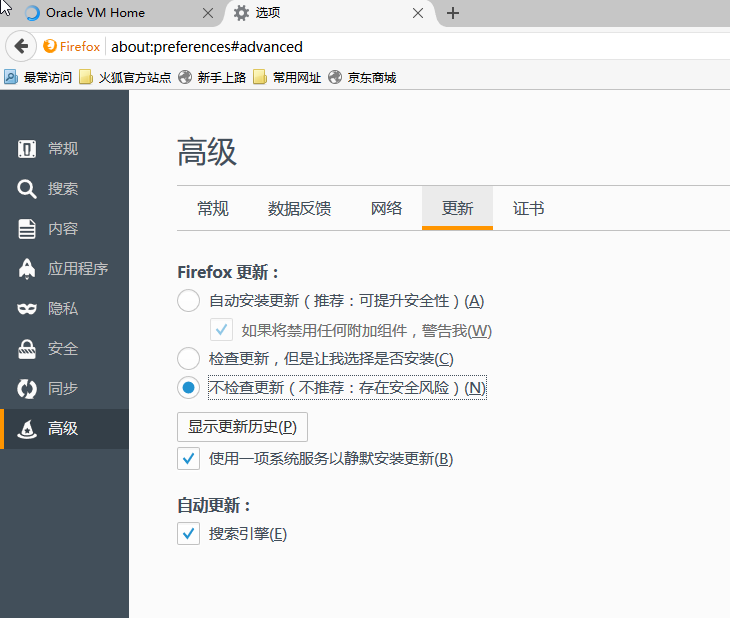 Oracle VM Home
选项
Firefox about:preferences#advanced
最常访问 火狐官方站点 新手上路 常用网址 京东商城
常规
搜索
内容
应用程序
隐私
安全
同步
高级
高级
常规 数据反馈 网络 更新 证书
Firefox 更新：
自动安装更新（推荐：可提升安全性）(A)
如果将禁用任何附加组件，警告我(W)
检查更新，但是让我选择是否安装(C)
不检查更新（不推荐：存在安全风险）(N)
显示更新历史(P)
使用一项系统服务以静默安装更新(B)
自动更新：
搜索引擎(E)